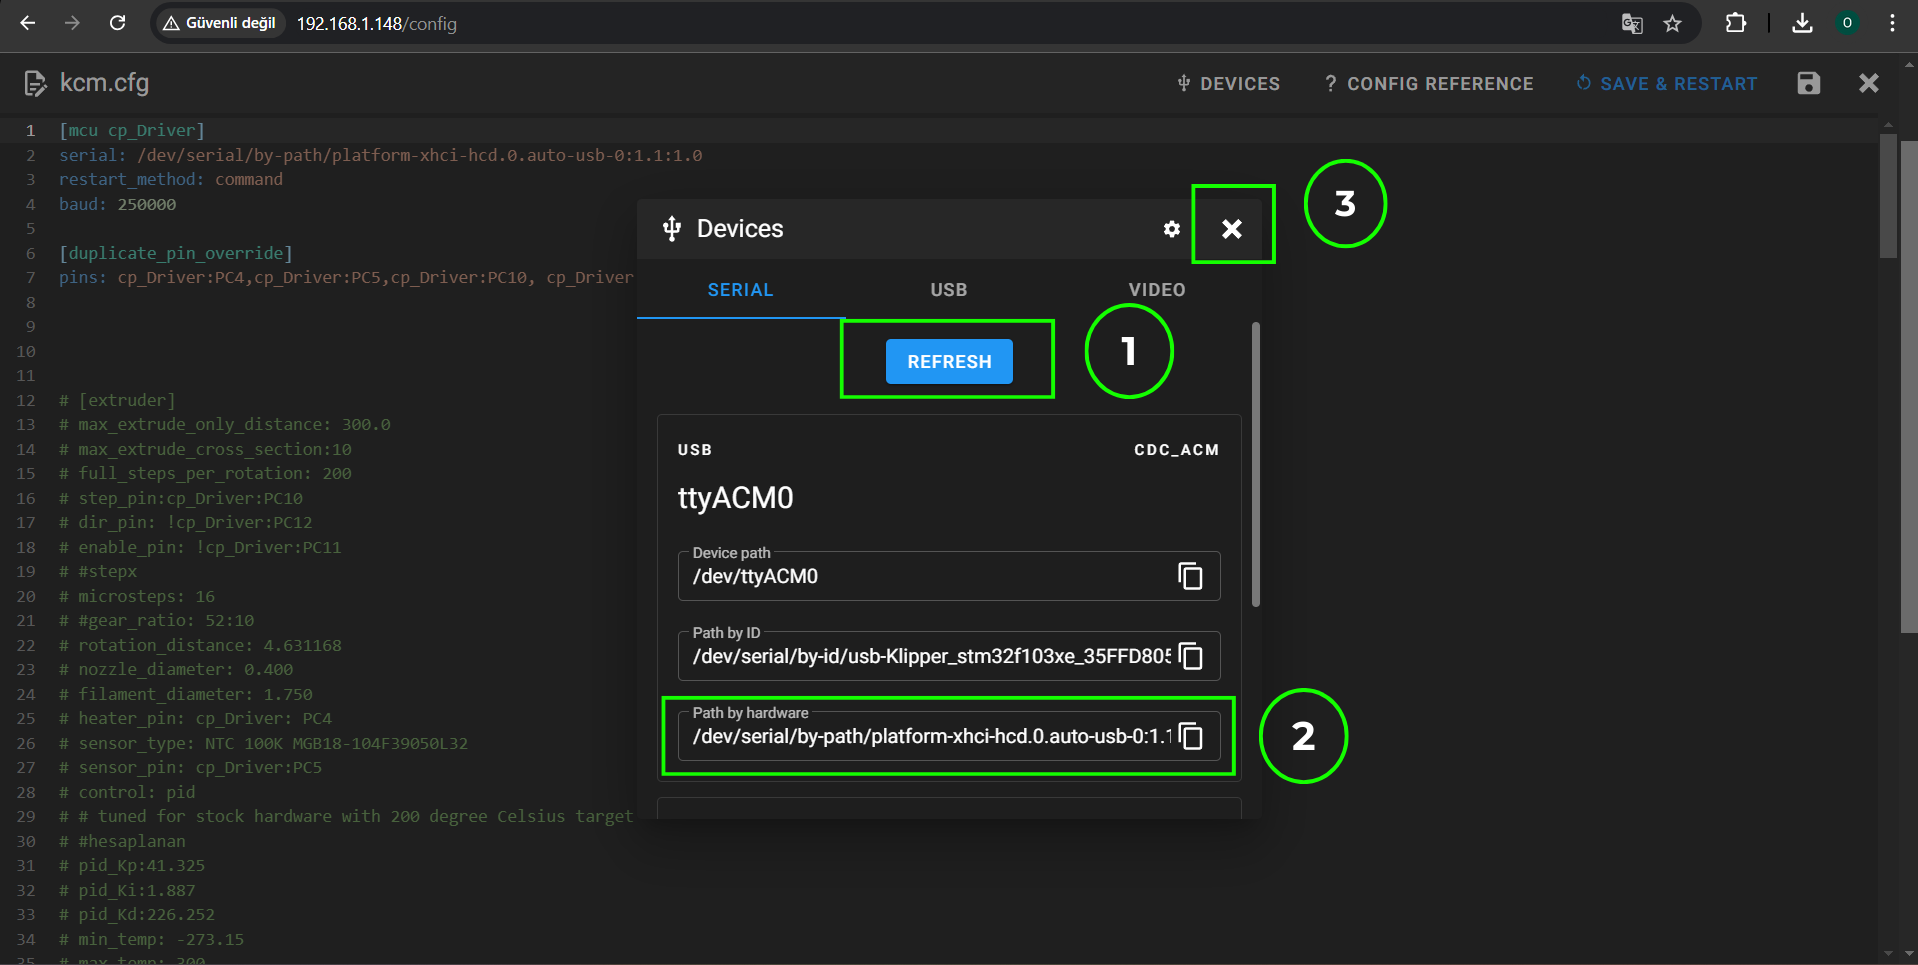 Güvenli değil 192.168.1.148/config O
kcm.cfg DEVICES ? CONFIG REFERENCE SAVE & RESTART
1 [mcu cp_Driver]
2 serial: /dev/serial/by-path/platform-xhci-hcd.0.auto-usb-0:1.1:1.0
3 restart_method: command
4 baud: 250000
5
6 [duplicate_pin_override]
7 pins: cp_Driver:PC4,cp_Driver:PC5,cp_Driver:PC10, cp_Driver
8
9
10
11
12 # [extruder]
13 # max_extrude_only_distance: 300.0
14 # max_extrude_cross_section:10
15 # full_steps_per_rotation: 200
16 # step_pin:cp_Driver:PC10
17 # dir_pin: !cp_Driver:PC12
18 # enable_pin: !cp_Driver:PC11
19 # #stepx
20 # microsteps: 16
21 # #gear_ratio: 52:10
22 # rotation_distance: 4.631168
23 # nozzle_diameter: 0.400
24 # filament_diameter: 1.750
25 # heater_pin: cp_Driver: PC4
26 # sensor_type: NTC 100K MGB18-104F39050L32
27 # sensor_pin: cp_Driver:PC5
28 # control: pid
29 # # tuned for stock hardware with 200 degree Celsius target
30 # #hesaplanan
31 # pid_Kp:41.325
32 # pid_Ki:1.887
33 # pid_Kd:226.252
34 # min_temp: -273.15
35 # max_temp: 300
Devices
3
SERIAL USB VIDEO
REFRESH
1
USB CDC_ACM
ttyACM0
Device path
/dev/ttyACM0
Path by ID
/dev/serial/by-id/usb-Klipper_stm32f103xe_35FFD805
Path by hardware
/dev/serial/by-path/platform-xhci-hcd.0.auto-usb-0:1.1
2